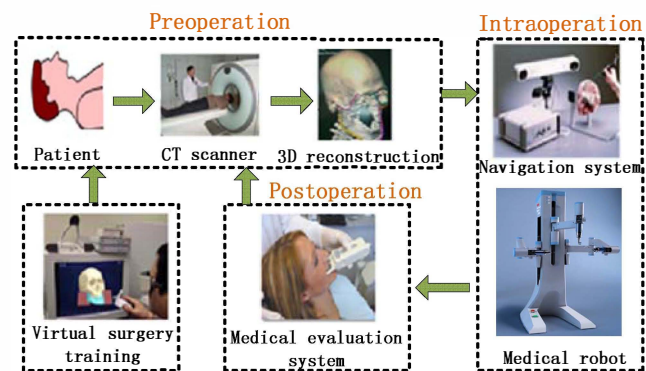 Preoperation
Intraoperation
Patient
CT scanner
3D reconstruction
Navigation system
Postoperation
Virtual surgery
training
Medical evaluation
system
Medical robot